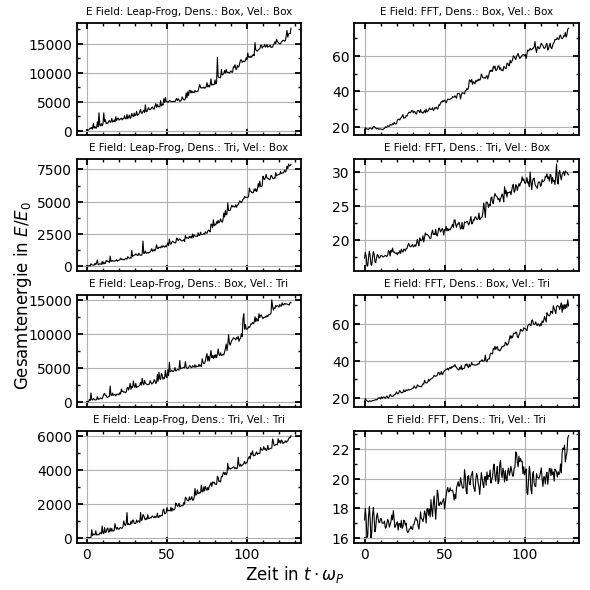 E Field: Leap-Frog, Dens.: Box, Vel.: Box
E Field: FFT, Dens.: Box, Vel.: Box
15000
10000
5000
0
60
40
20
E Field: Leap-Frog, Dens.: Tri, Vel.: Box
E Field: FFT, Dens.: Tri, Vel.: Box
7500
5000
2500
0
30
25
20
Gesamtenergie in E/E₀
E Field: Leap-Frog, Dens.: Box, Vel.: Tri
E Field: FFT, Dens.: Box, Vel.: Tri
15000
10000
5000
0
60
40
20
E Field: Leap-Frog, Dens.: Tri, Vel.: Tri
E Field: FFT, Dens.: Tri, Vel.: Tri
6000
4000
2000
0
22
20
18
16
0 50 100
0 50 100
Zeit in t · ω_P